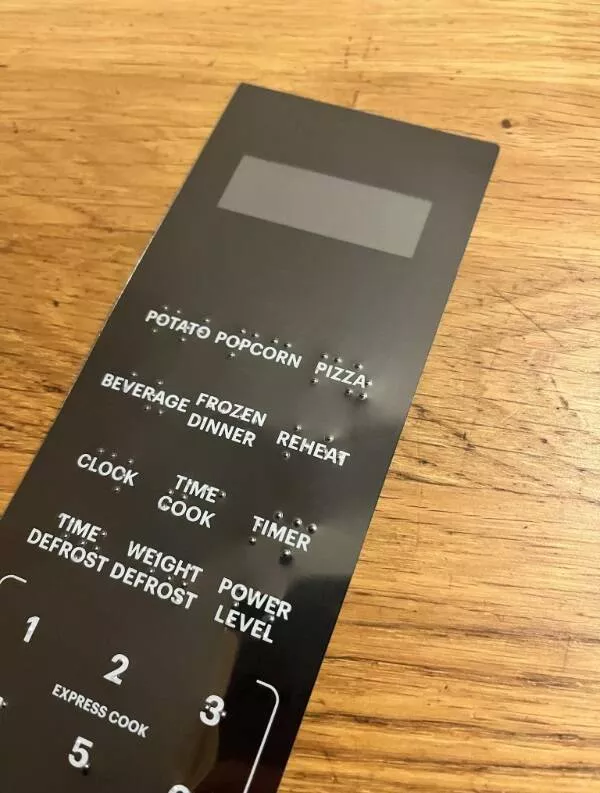 POTATO POPCORN PIZZA
BEVERAGE FROZEN DINNER REHEAT
CLOCK TIME COOK TIMER
TIME DEFROST WEIGHT DEFROST POWER LEVEL
1 2 3
EXPRESS COOK
5